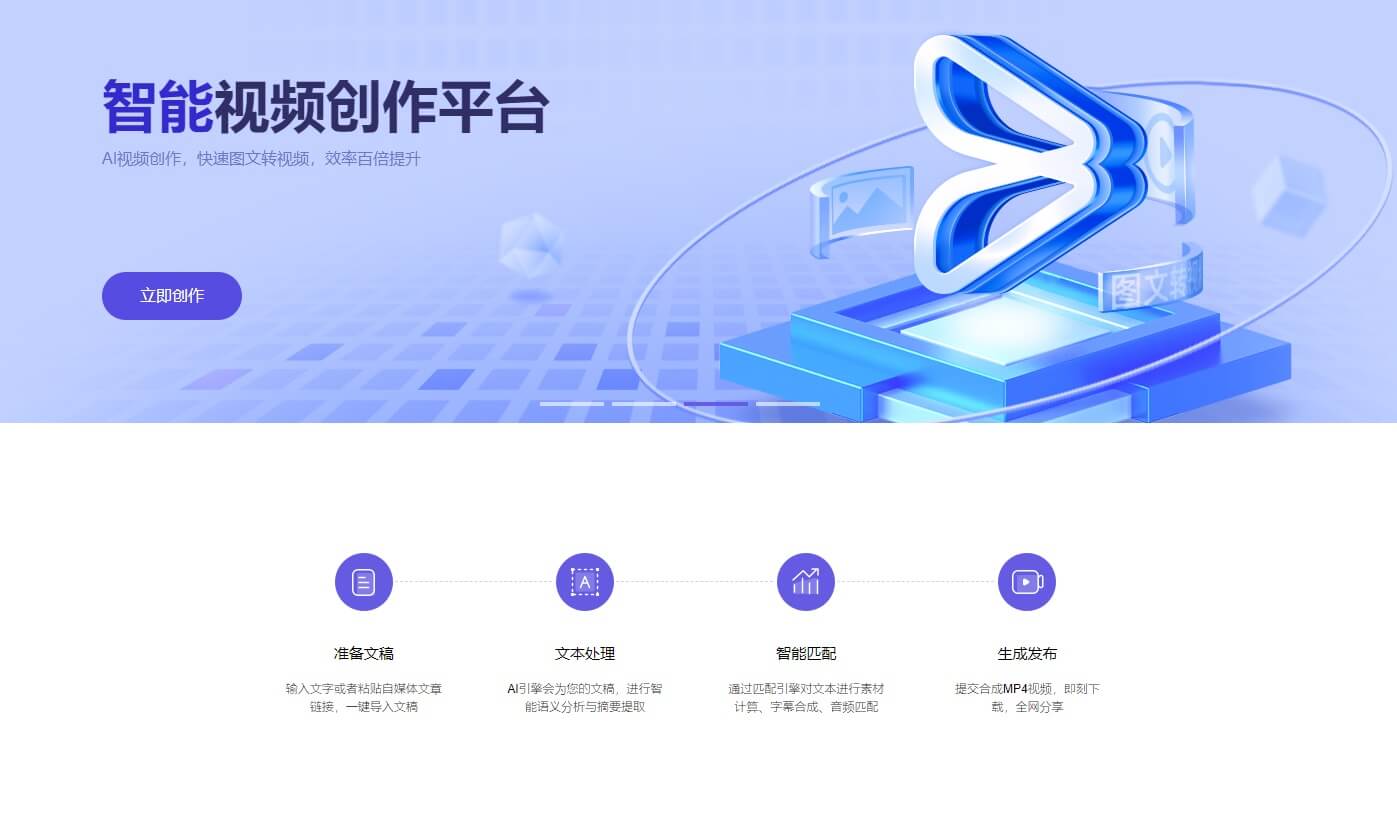 智能视频创作平台
AI视频创作，快速图文转视频，效率百倍提升
立即创作
图文转
准备文稿
输入文字或者粘贴自媒体文章
链接，一键导入文稿
A
文本处理
AI引擎会为您的文稿，进行智
能语义分析与摘要提取
智能匹配
通过匹配引擎对文本进行素材
计算、字幕合成、音频匹配
生成发布
提交合成MP4视频，即刻下
载，全网分享